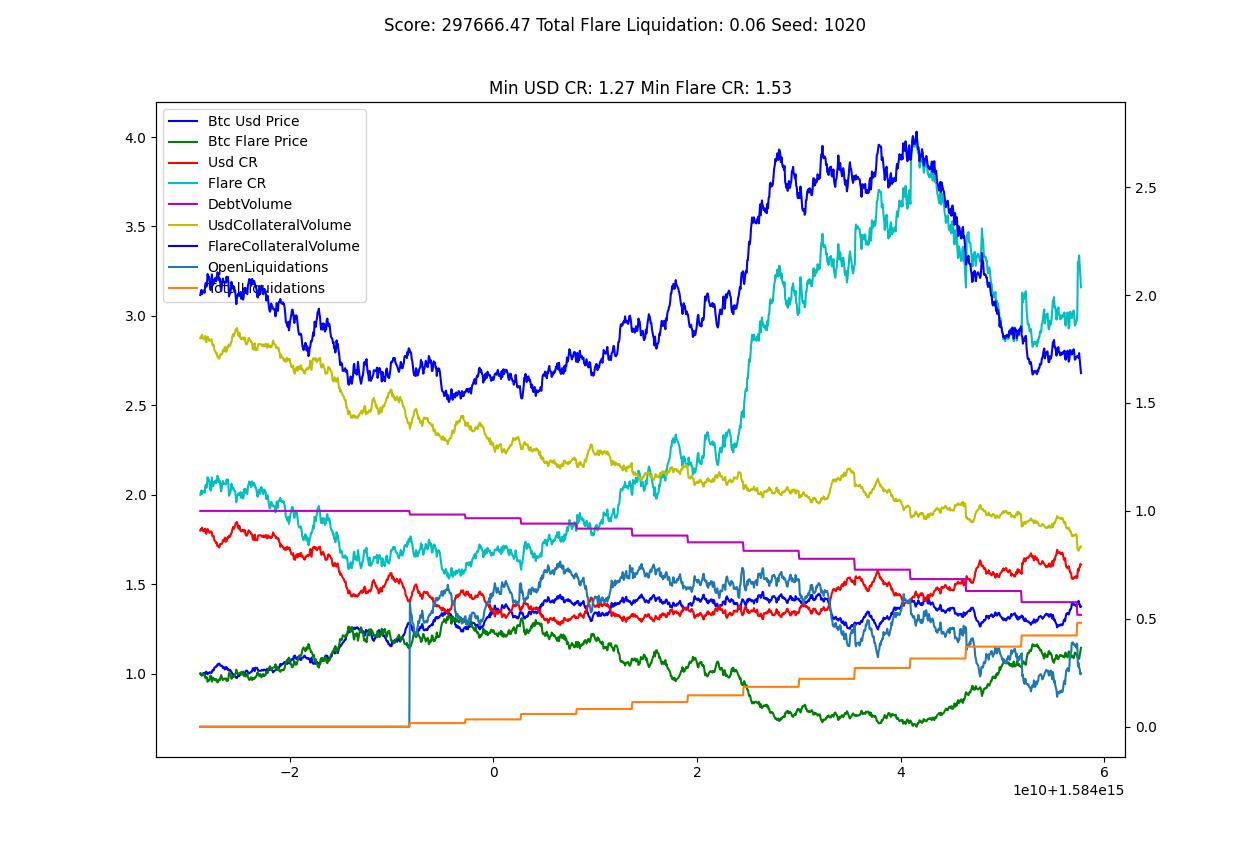 Score: 297666.47 Total Flare Liquidation: 0.06 Seed: 1020
Min USD CR: 1.27 Min Flare CR: 1.53
Btc Usd Price
Btc Flare Price
Usd CR
Flare CR
DebtVolume
UsdCollateralVolume
FlareCollateralVolume
OpenLiquidations
TotalLiquidations
4.0
3.5
3.0
2.5
2.0
1.5
1.0
2.5
2.0
1.5
1.0
0.5
0.0
−2
0
2
4
6
1e10+1.584e15